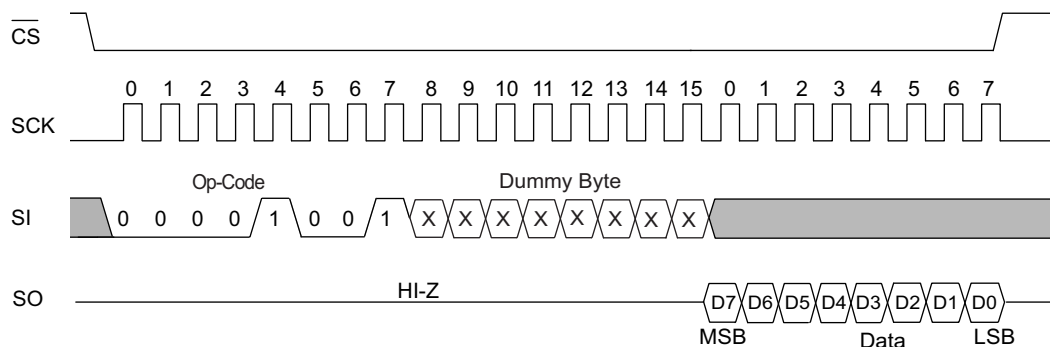 CS
0 1 2 3 4 5 6 7 8 9 10 11 12 13 14 15 0 1 2 3 4 5 6 7
SCK
Op-Code Dummy Byte
SI 0 0 0 0 1 0 0 1 X X X X X X X X
HI-Z
SO D7 D6 D5 D4 D3 D2 D1 D0
MSB Data LSB